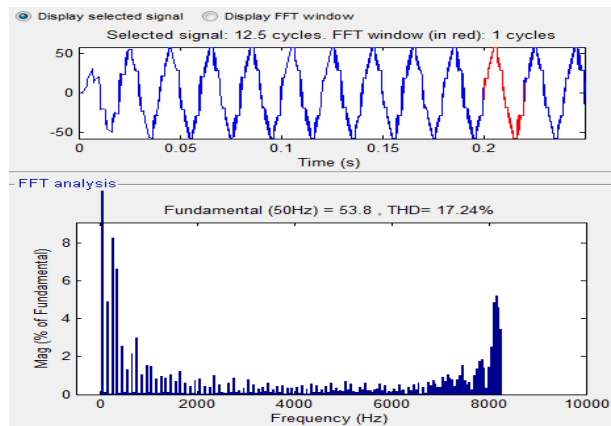 Display selected signal Display FFT window
Selected signal: 12.5 cycles. FFT window (in red): 1 cycles
50
0
-50
0 0.05 0.1 0.15 0.2
Time (s)
FFT analysis
Fundamental (50Hz) = 53.8 , THD= 17.24%
Mag (% of Fundamental)
8
6
4
2
0
0 2000 4000 6000 8000 10000
Frequency (Hz)